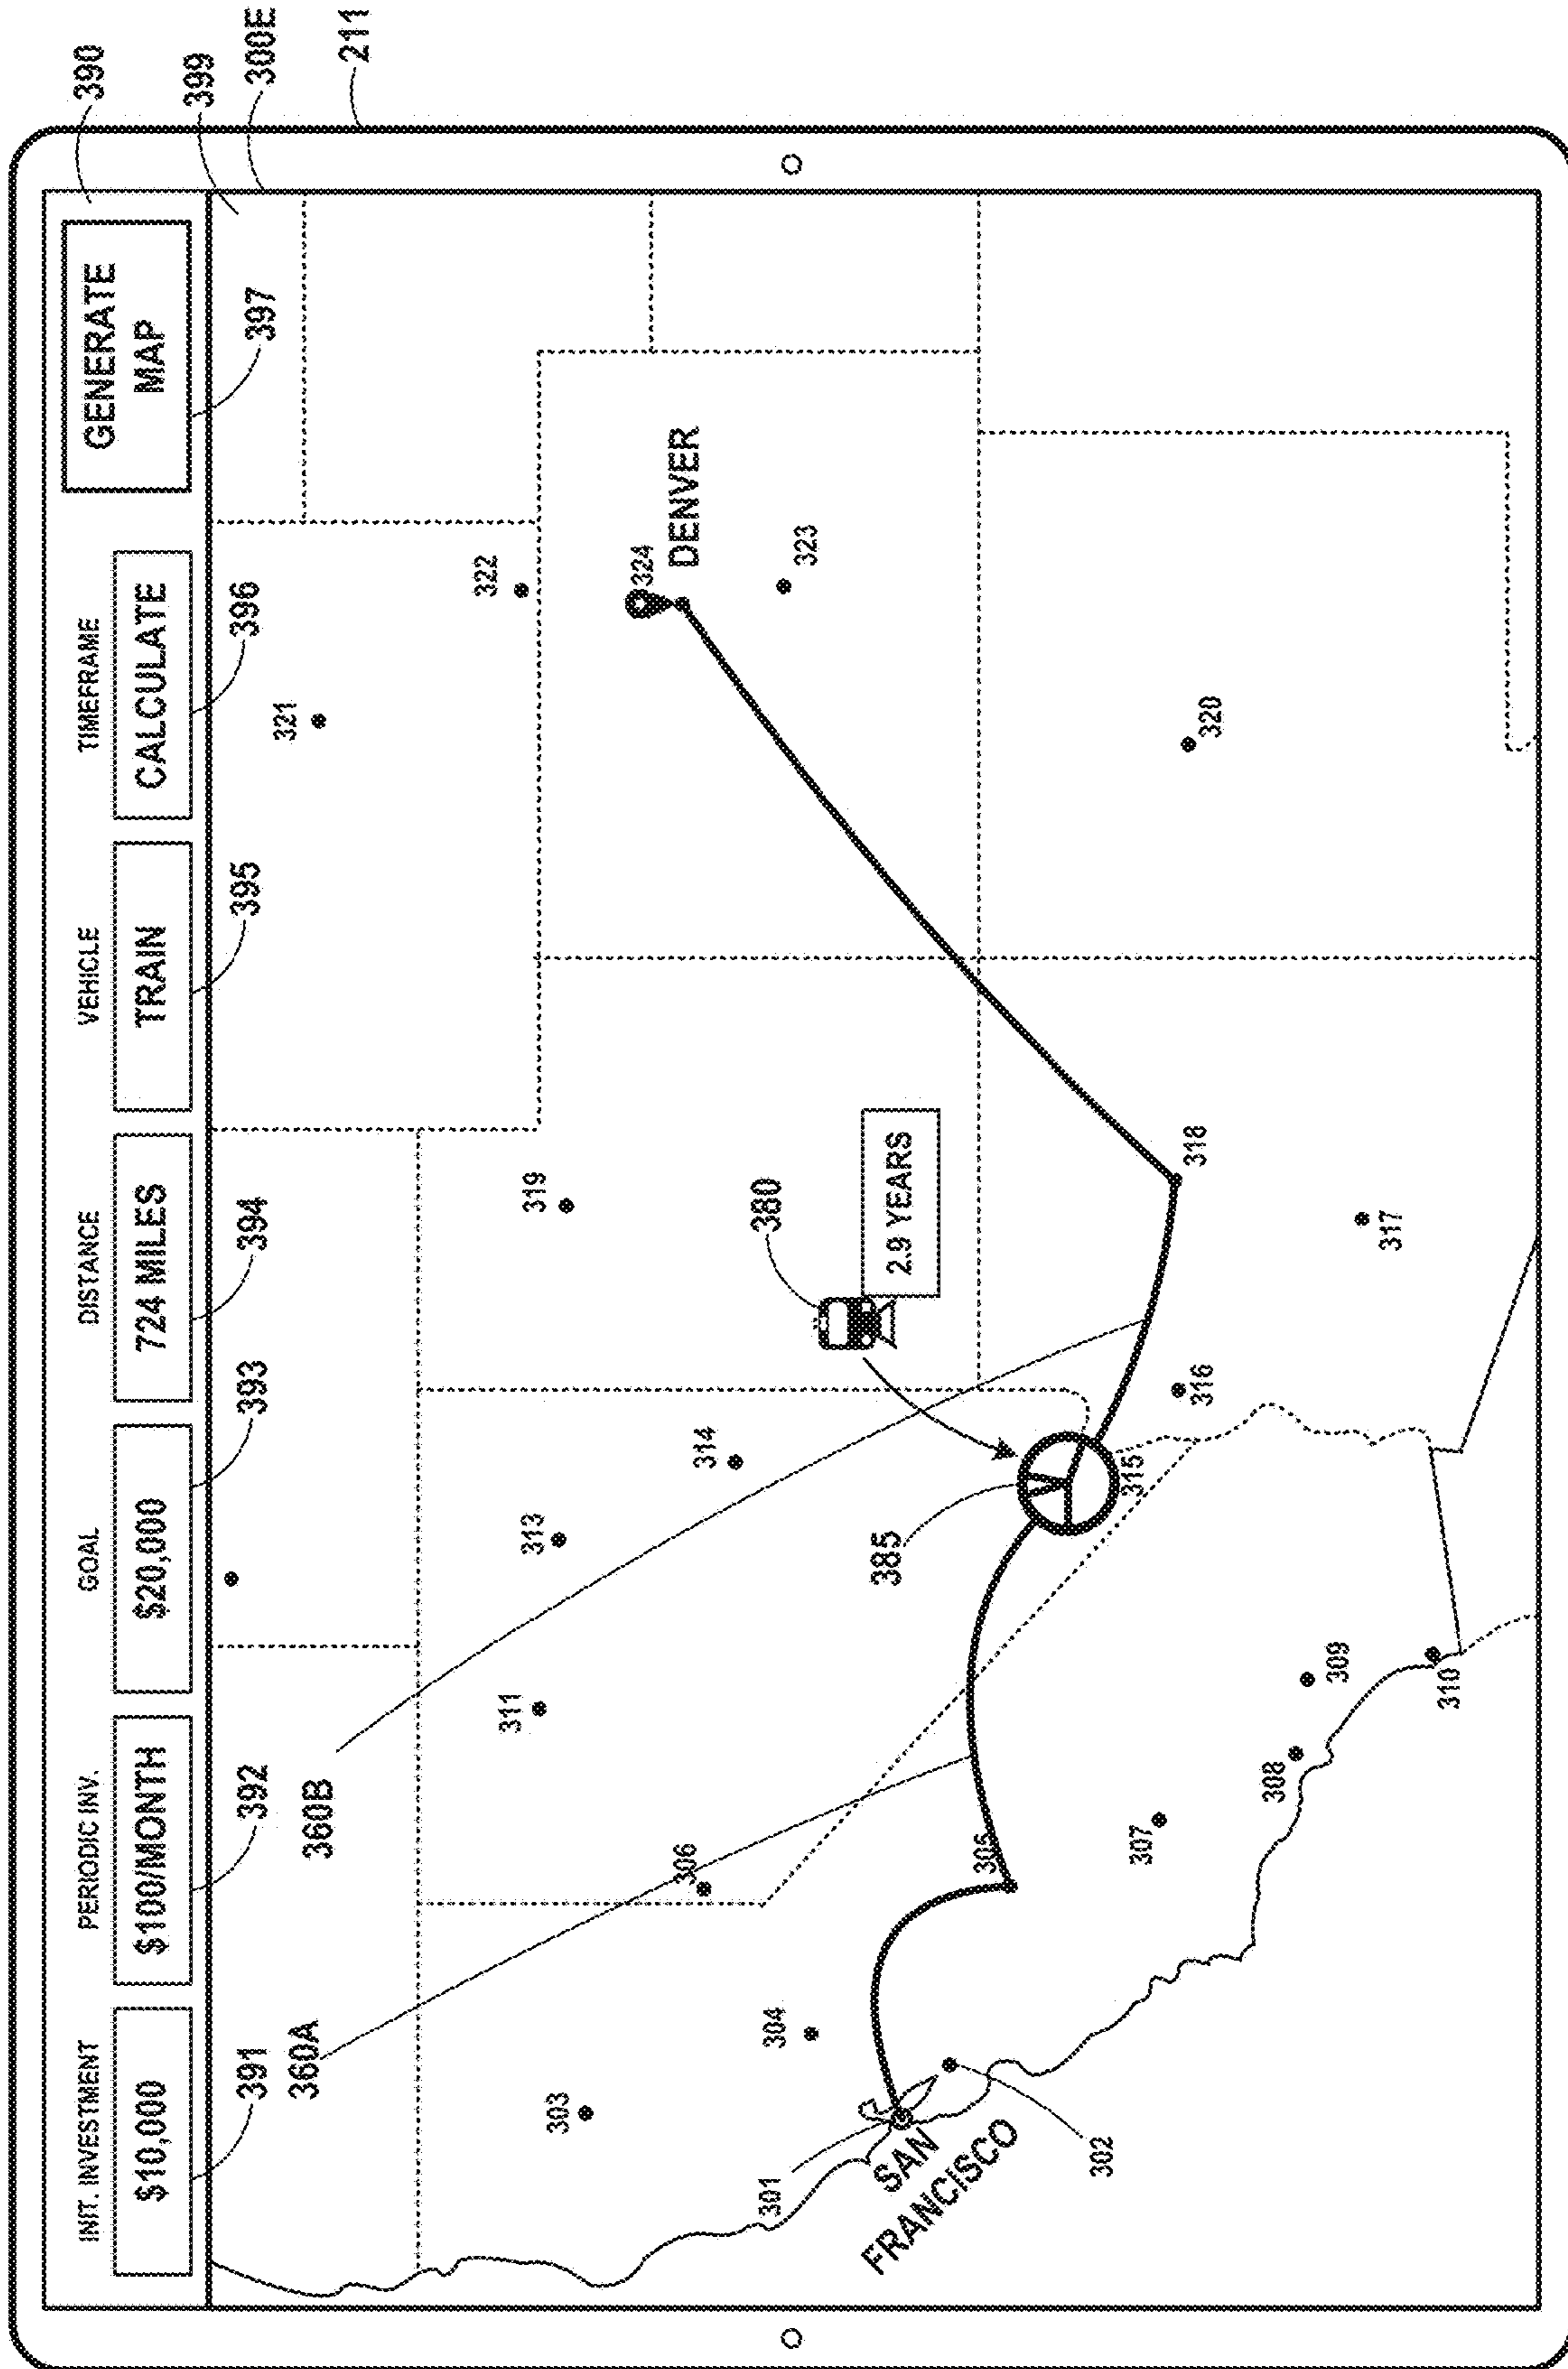 INIT. INVESTMENT
PERIODIC INV.
GOAL
DISTANCE
VEHICLE
TIMEFRAME
$10,000
$100/MONTH
$20,000
724 MILES
TRAIN
CALCULATE
GENERATE
MAP
390
391
392
393
394
395
396
397
399
300E
211
360A
360B
321
322
303
311
313
319
324
DENVER
306
314
304
380
323
2.9 YEARS
301
SAN
FRANCISCO
385
305
302
315
316
318
320
307
308
309
317
310